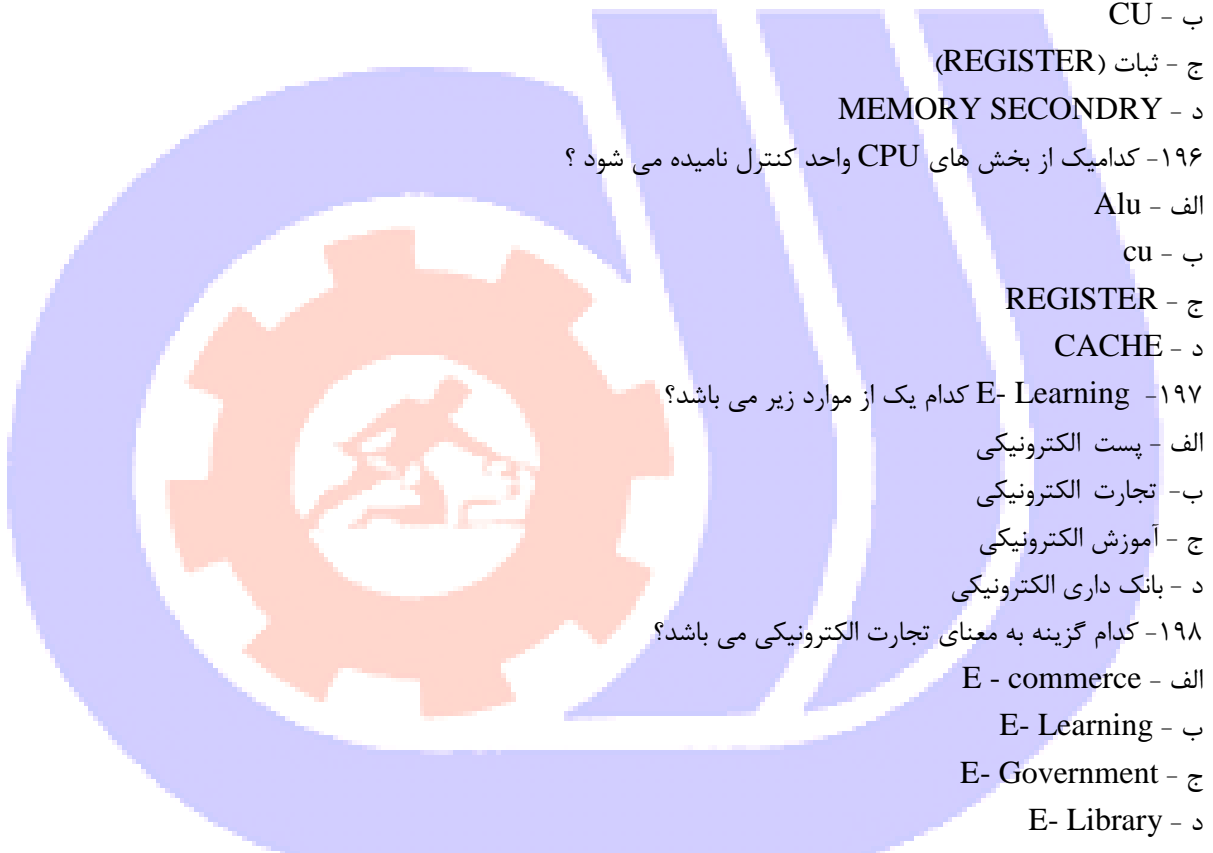 ب - CU
ج - ثبات (REGISTER)
د - MEMORY SECONDRY
۱۹۶- کدامیک از بخش های CPU واحد کنترل نامیده می شود ؟
الف - Alu
ب - cu
ج - REGISTER
د - CACHE
۱۹۷- E- Learning کدام یک از موارد زیر می باشد؟
الف - پست الکترونیکی
ب- تجارت الکترونیکی
ج - آموزش الکترونیکی
د - بانک داری الکترونیکی
۱۹۸- کدام گزینه به معنای تجارت الکترونیکی می باشد؟
الف - E - commerce
ب - E- Learning
ج - E- Government
د - E- Library